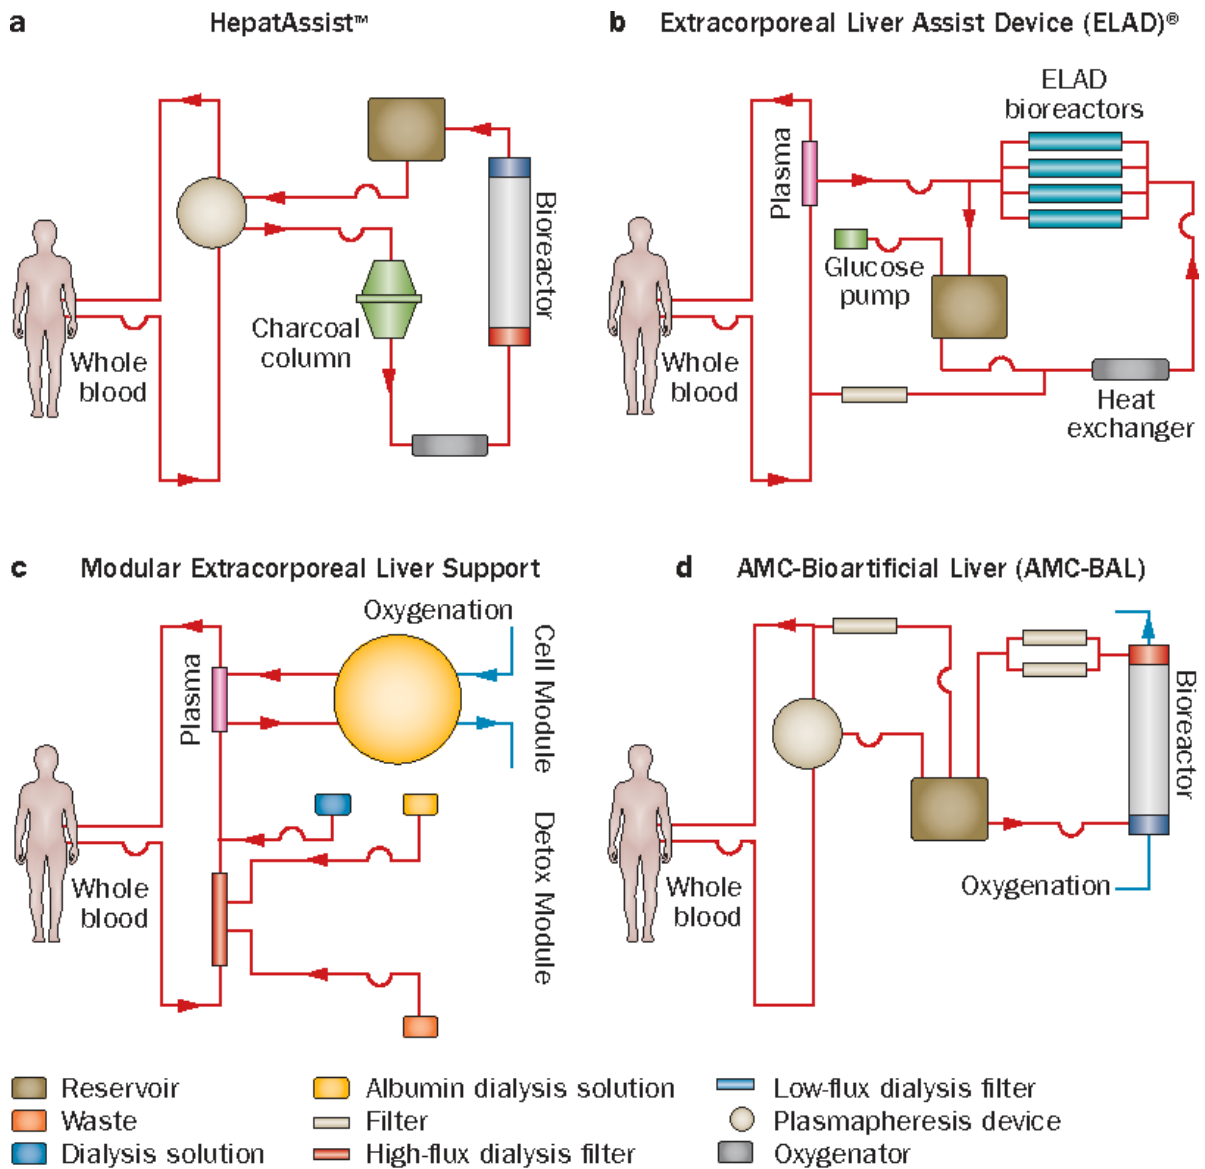 a HepatAssist™
Reservoir
Bioreactor
Charcoal
column
Whole
blood
b Extracorporeal Liver Assist Device (ELAD)®
ELAD
bioreactors
Plasma
Glucose
pump
Whole
blood
Heat
exchanger
c Modular Extracorporeal Liver Support
Oxygenation
Cell Module
Plasma
Detox Module
Whole
blood
d AMC-Bioartificial Liver (AMC-BAL)
Bioreactor
Oxygenation
Whole
blood
Albumin dialysis solution
Low-flux dialysis filter
Waste
Filter
Plasmapheresis device
Dialysis solution
High-flux dialysis filter
Oxygenator